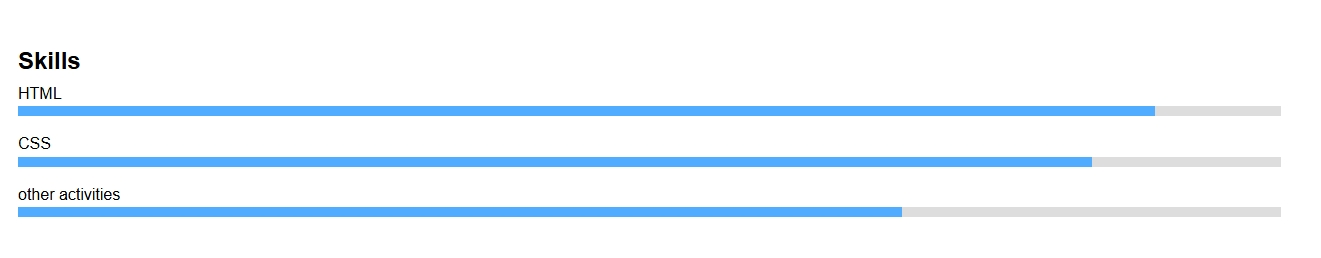 Skills
HTML
CSS
other activities